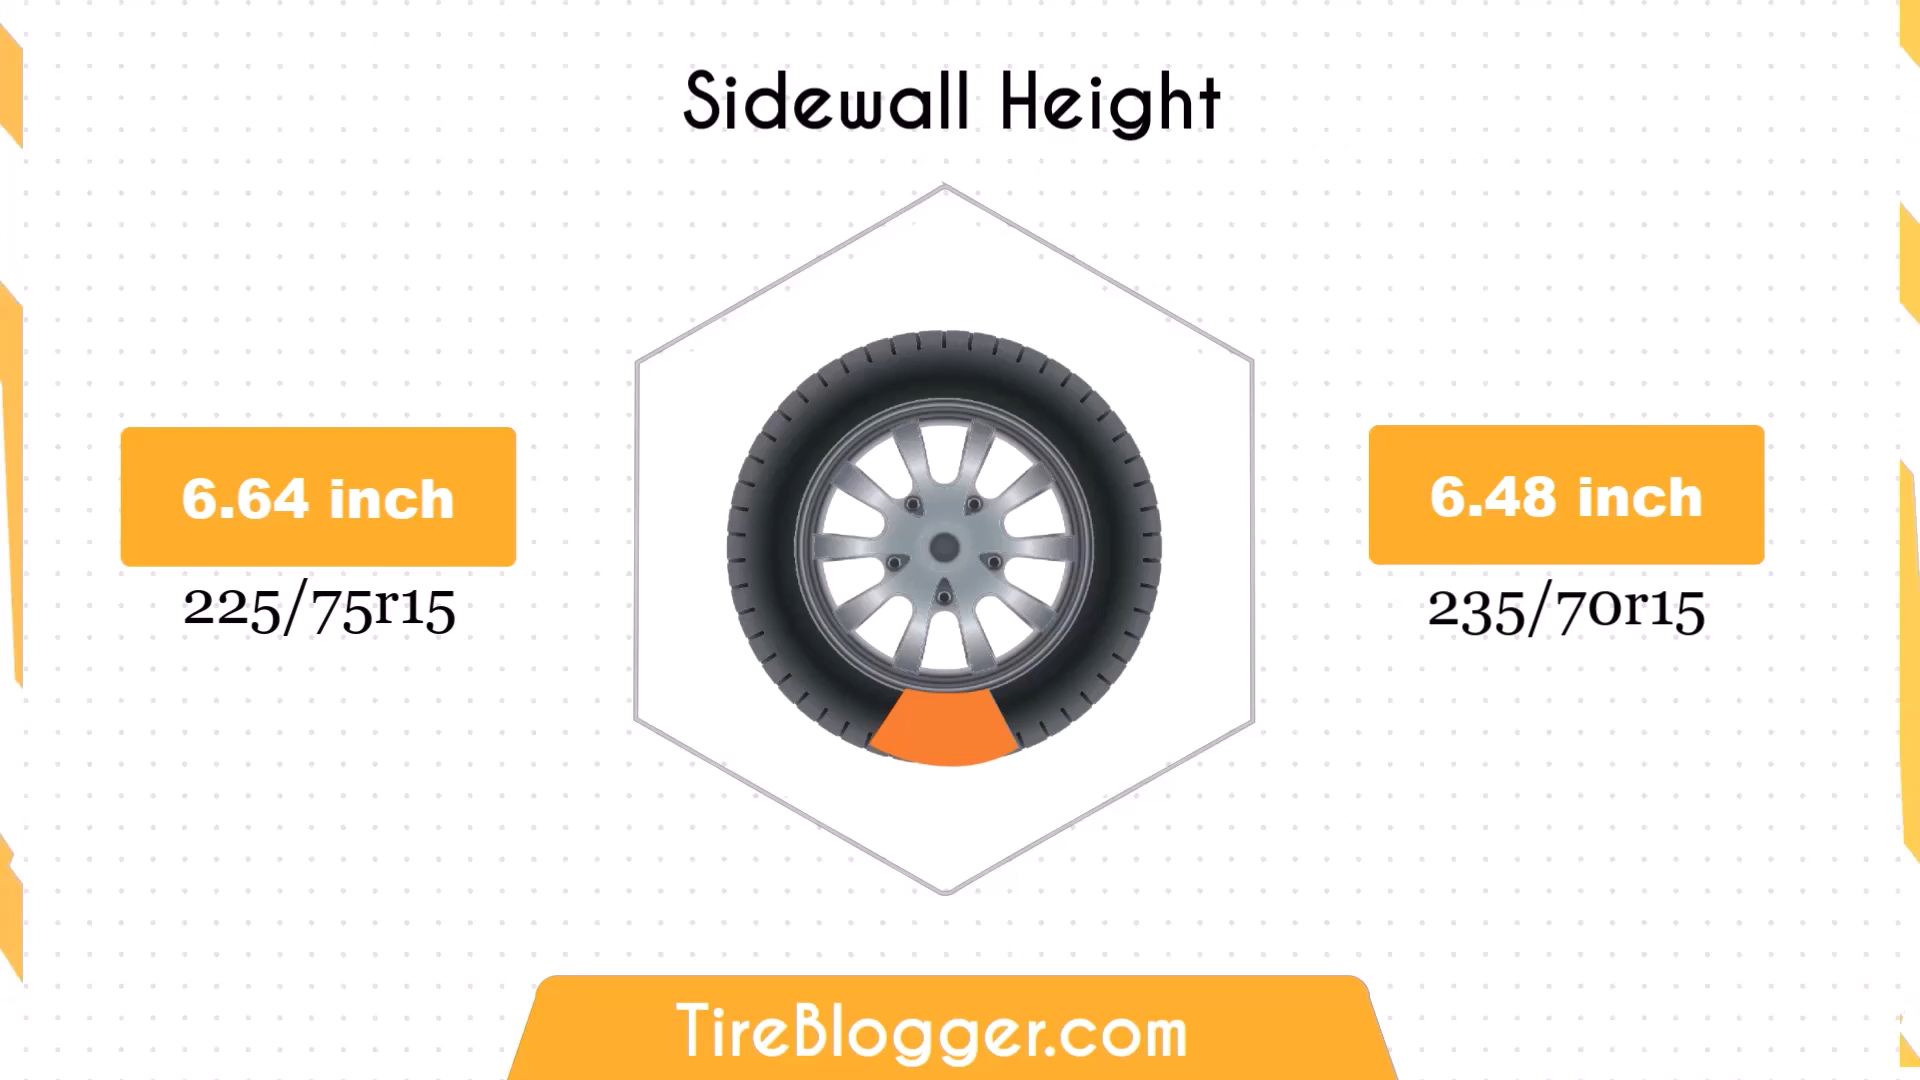 Sidewall Height
6.64 inch
225/75r15
6.48 inch
235/70r15
TireBlogger.com